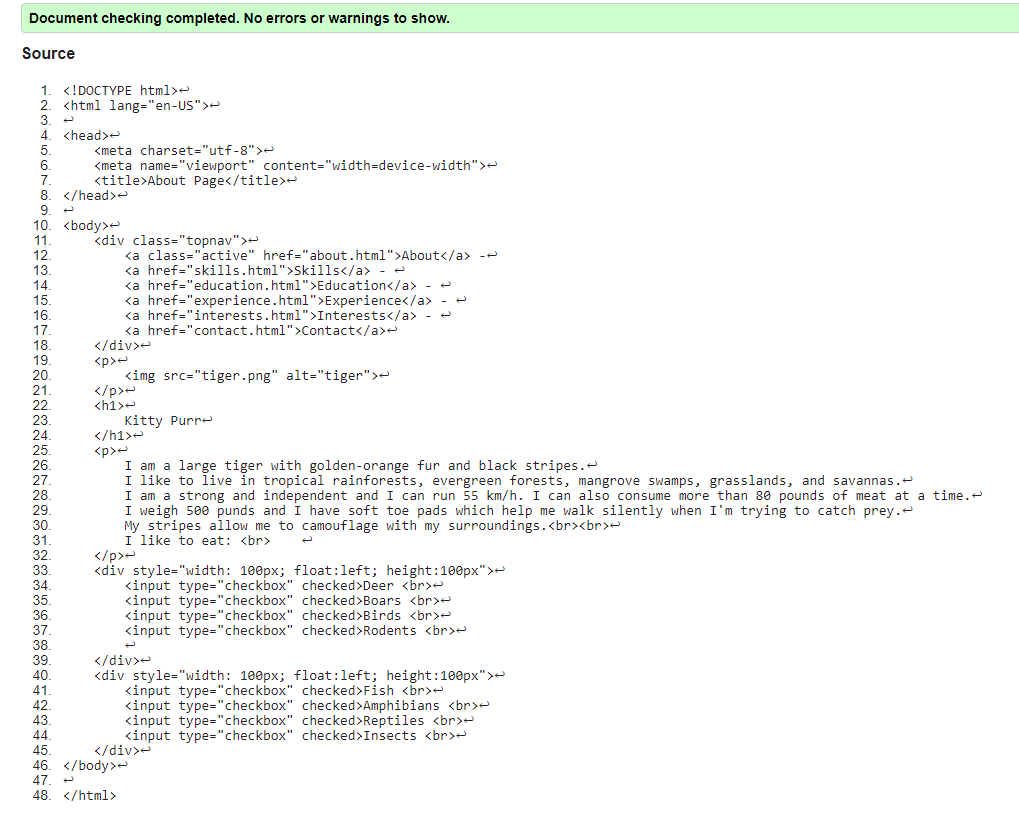 Document checking completed. No errors or warnings to show.
Source
1. <!DOCTYPE html>↩
2. <html lang="en-US">↩
3. ↩
4. <head>↩
5.     <meta charset="utf-8">↩
6.     <meta name="viewport" content="width=device-width">↩
7.     <title>About Page</title>↩
8. </head>↩
9. ↩
10. <body>↩
11.     <div class="topnav">↩
12.         <a class="active" href="about.html">About</a> -↩
13.         <a href="skills.html">Skills</a> - ↩
14.         <a href="education.html">Education</a> - ↩
15.         <a href="experience.html">Experience</a> - ↩
16.         <a href="interests.html">Interests</a> - ↩
17.         <a href="contact.html">Contact</a>↩
18.     </div>↩
19.     <p>↩
20.         <img src="tiger.png" alt="tiger">↩
21.     </p>↩
22.     <h1>↩
23.         Kitty Purr↩
24.     </h1>↩
25.     <p>↩
26.         I am a large tiger with golden-orange fur and black stripes.↩
27.         I like to live in tropical rainforests, evergreen forests, mangrove swamps, grasslands, and savannas.↩
28.         I am a strong and independent and I can run 55 km/h. I can also consume more than 80 pounds of meat at a time.↩
29.         I weigh 500 punds and I have soft toe pads which help me walk silently when I'm trying to catch prey.↩
30.         My stripes allow me to camouflage with my surroundings.<br><br>↩
31.         I like to eat: <br>    ↩
32.     </p>↩
33.     <div style="width: 100px; float:left; height:100px">↩
34.         <input type="checkbox" checked>Deer <br>↩
35.         <input type="checkbox" checked>Boars <br>↩
36.         <input type="checkbox" checked>Birds <br>↩
37.         <input type="checkbox" checked>Rodents <br>↩
38.         ↩
39.     </div>↩
40.     <div style="width: 100px; float:left; height:100px">↩
41.         <input type="checkbox" checked>Fish <br>↩
42.         <input type="checkbox" checked>Amphibians <br>↩
43.         <input type="checkbox" checked>Reptiles <br>↩
44.         <input type="checkbox" checked>Insects <br>↩
45.     </div>↩
46. </body>↩
47. ↩
48. </html>